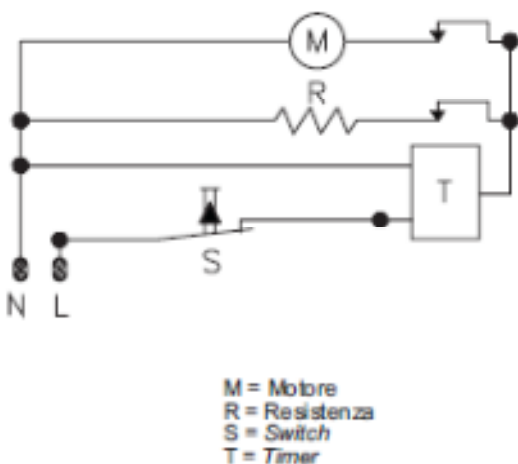 M
R
T
S
N L
M = Motore
R = Resistenza
S = Switch
T = Timer